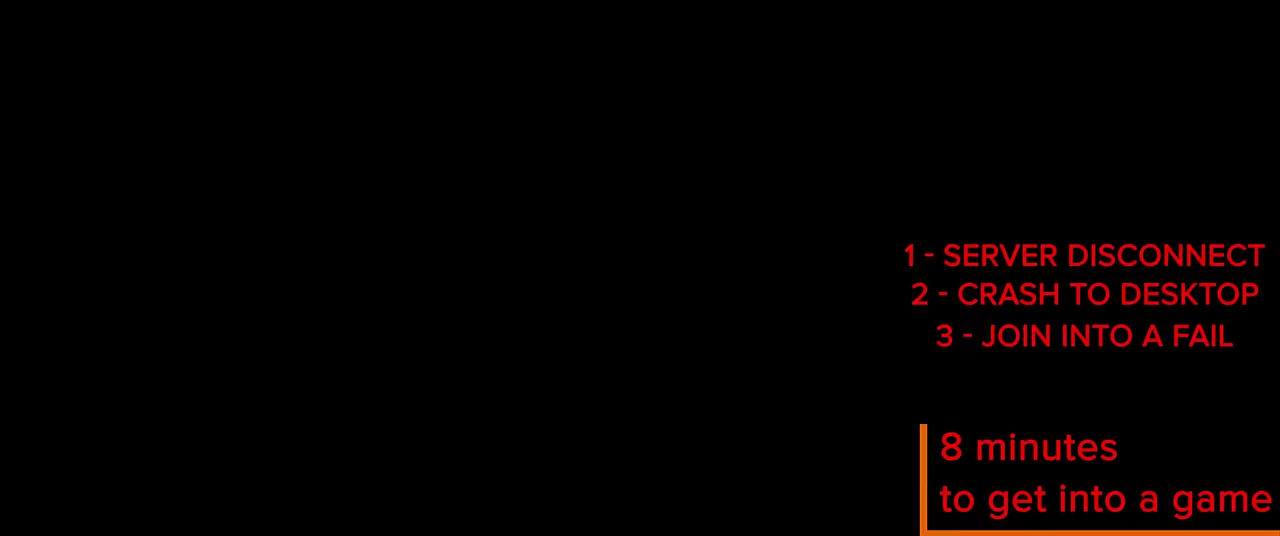 1 - SERVER DISCONNECT
2 - CRASH TO DESKTOP
3 - JOIN INTO A FAIL
8 minutes
to get into a game